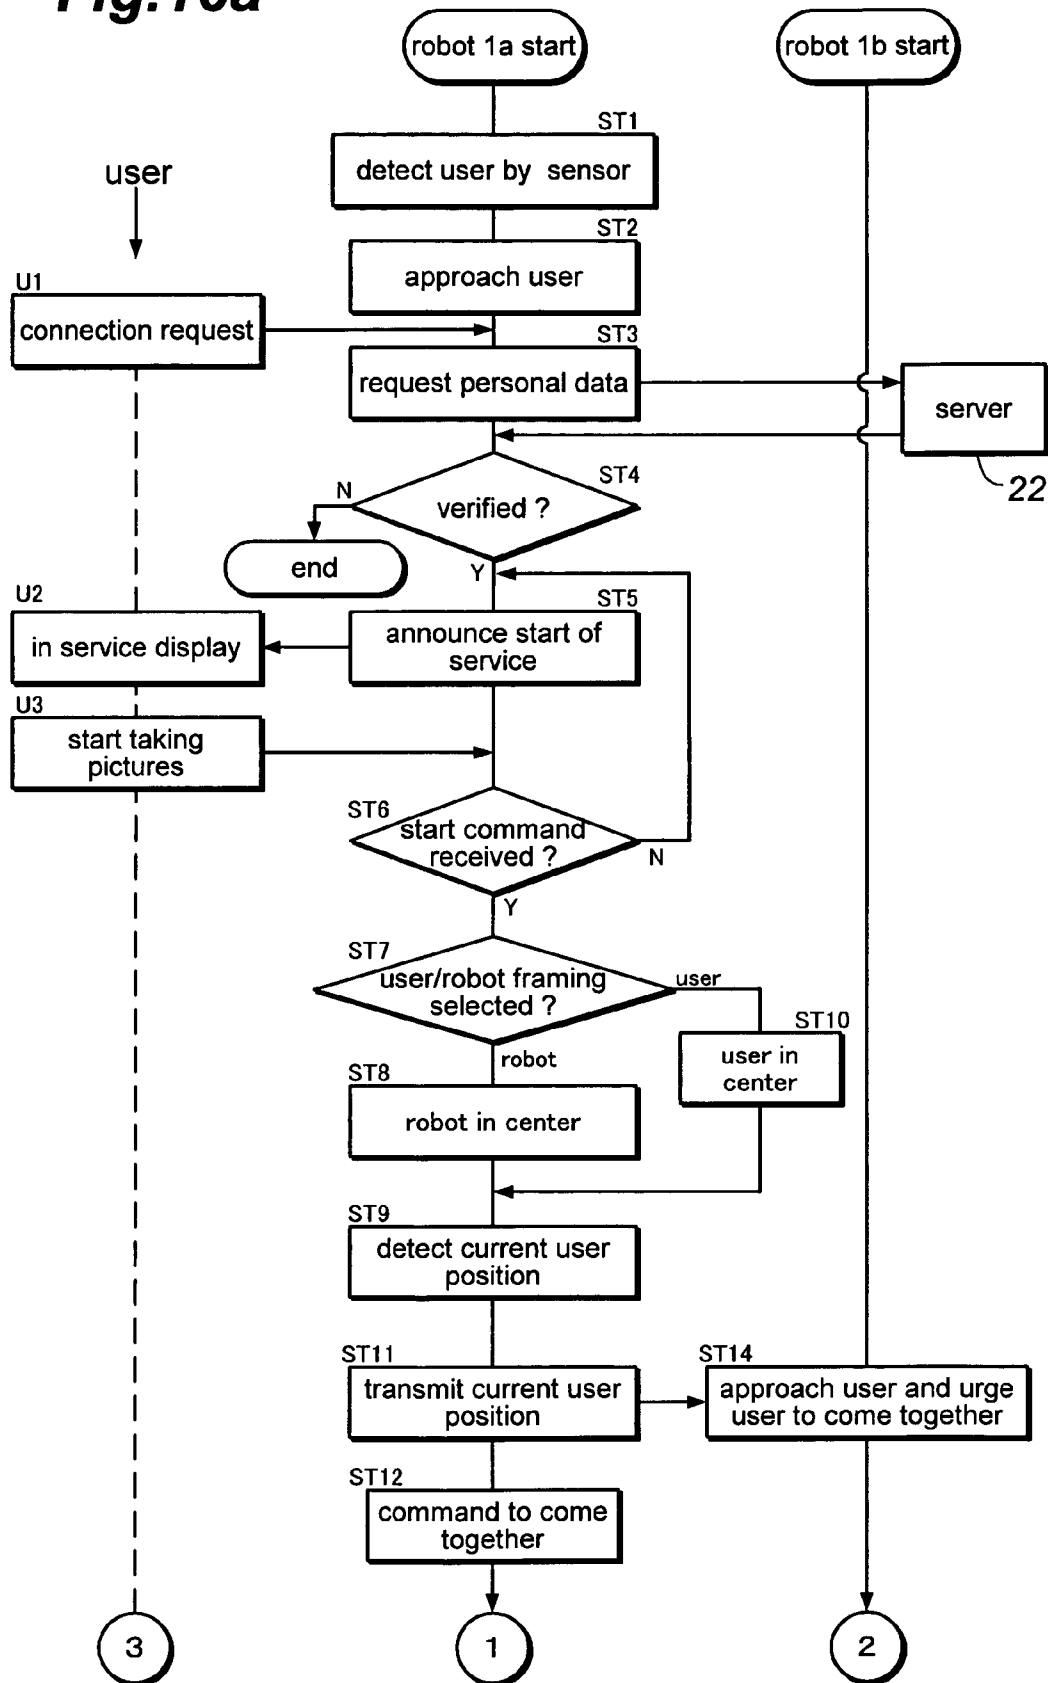 Fig.10a
robot 1a start
robot 1b start
ST1
detect user by sensor
user
ST2
approach user
U1
connection request
ST3
request personal data
server
22
ST4
verified ?
N
Y
end
U2
in service display
ST5
announce start of
service
U3
start taking
pictures
ST6
start command
received ?
N
Y
ST7
user/robot framing
selected ?
user
robot
ST10
user in
center
ST8
robot in center
ST9
detect current user
position
ST11
transmit current user
position
ST14
approach user and urge
user to come together
ST12
command to come
together
3
1
2